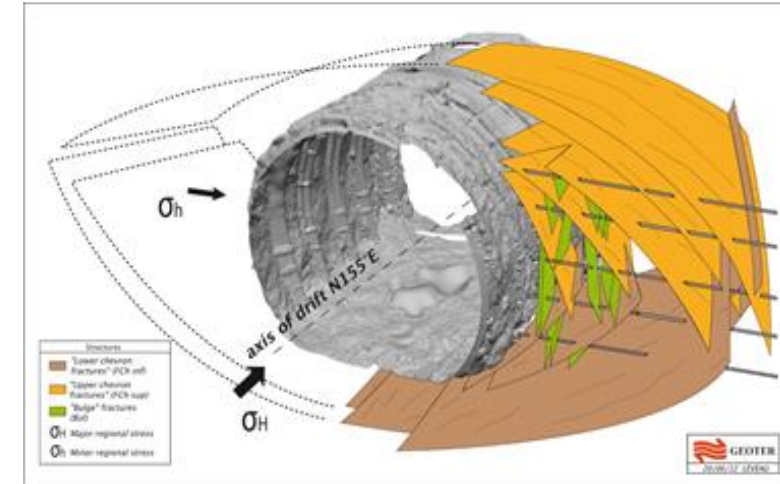 σh
axis of drift N155°E
σH
Structures
"Lower chevron
fractures" (FCh-inf)
"Upper chevron
fractures" (FCh-sup)
"Bulge" fractures
σH Major regional stress
σh Minor regional stress
GEOTER